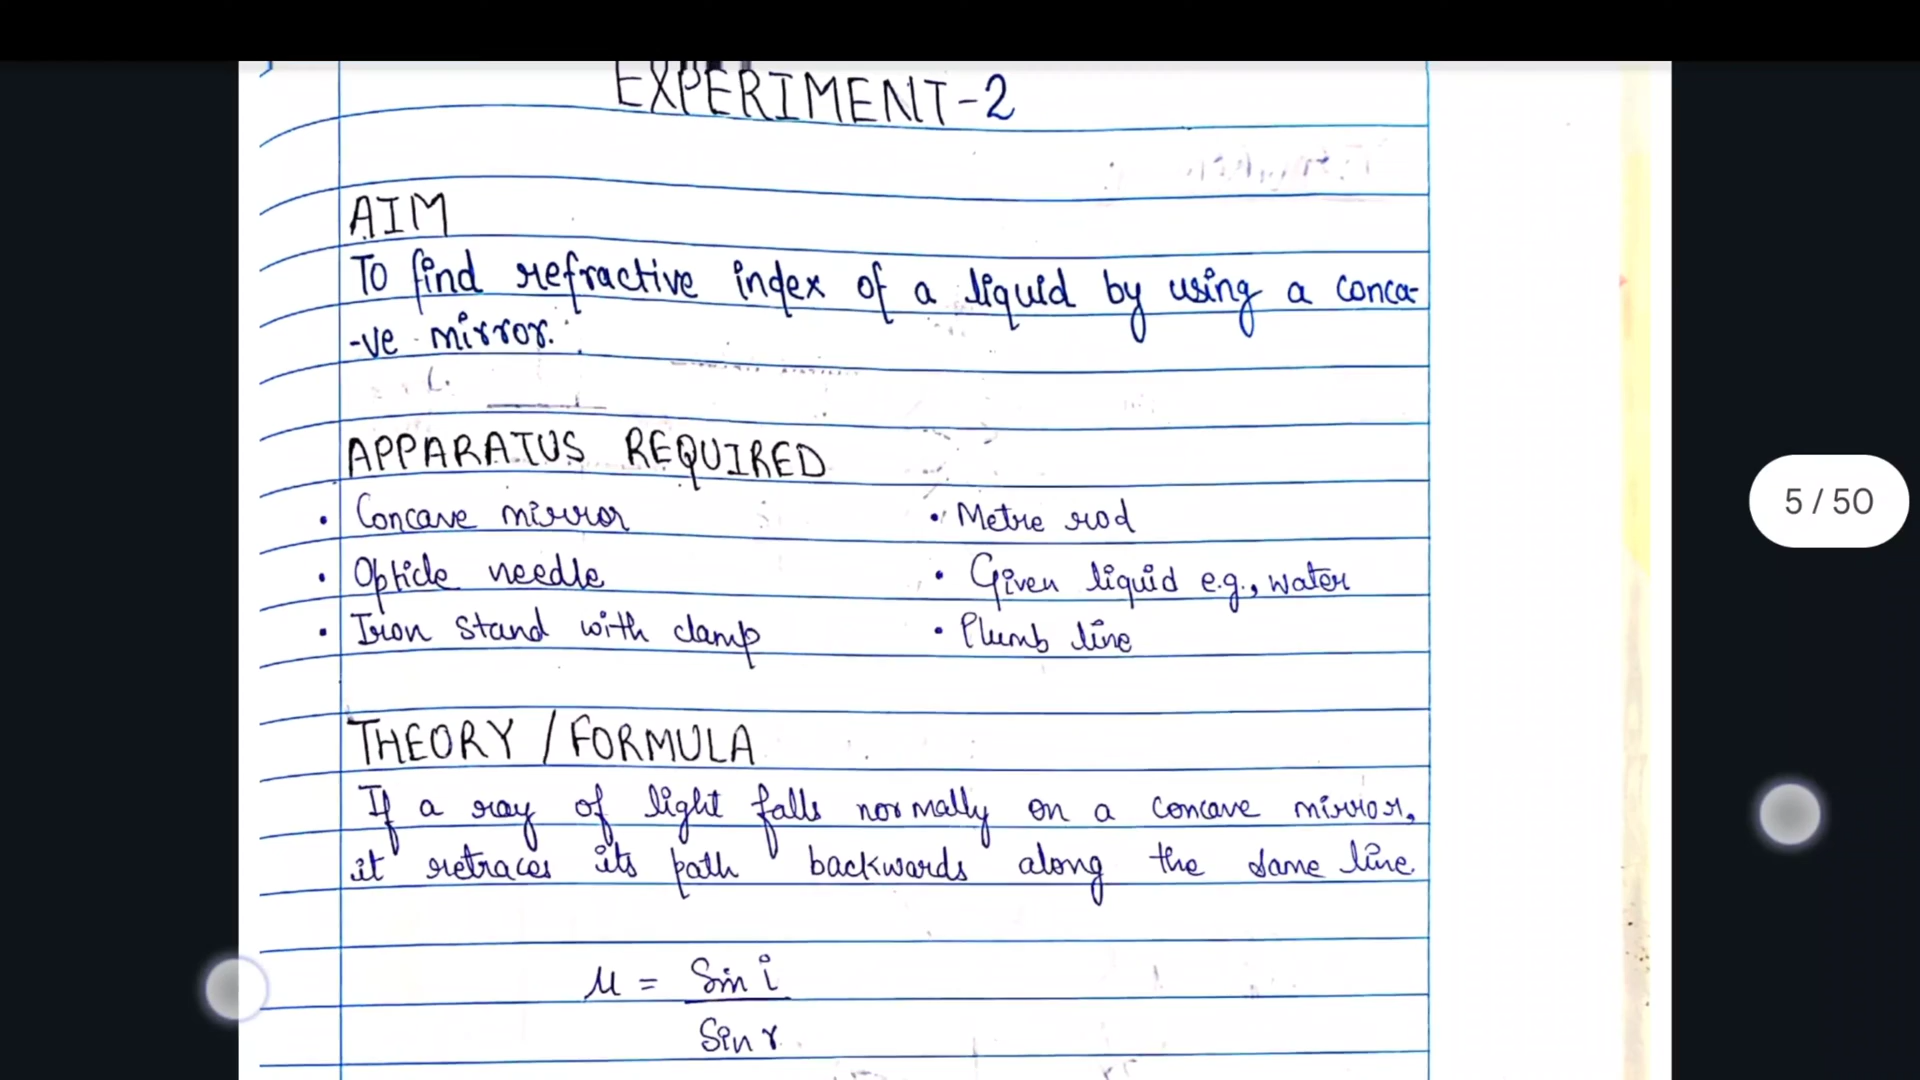 EXPERIMENT-2
AIM
To find refractive index of a liquid by using a conca-
-ve mirror.
APPARATUS REQUIRED
• Concave mirror • Metre rod
• Opticle needle • Given liquid e.g., water
• Iron stand with clamp • Plumb line
5 / 50
THEORY / FORMULA
If a ray of light falls normally on a concave mirror,
it retraces its path backwards along the same line.
μ = Sin i
Sin r